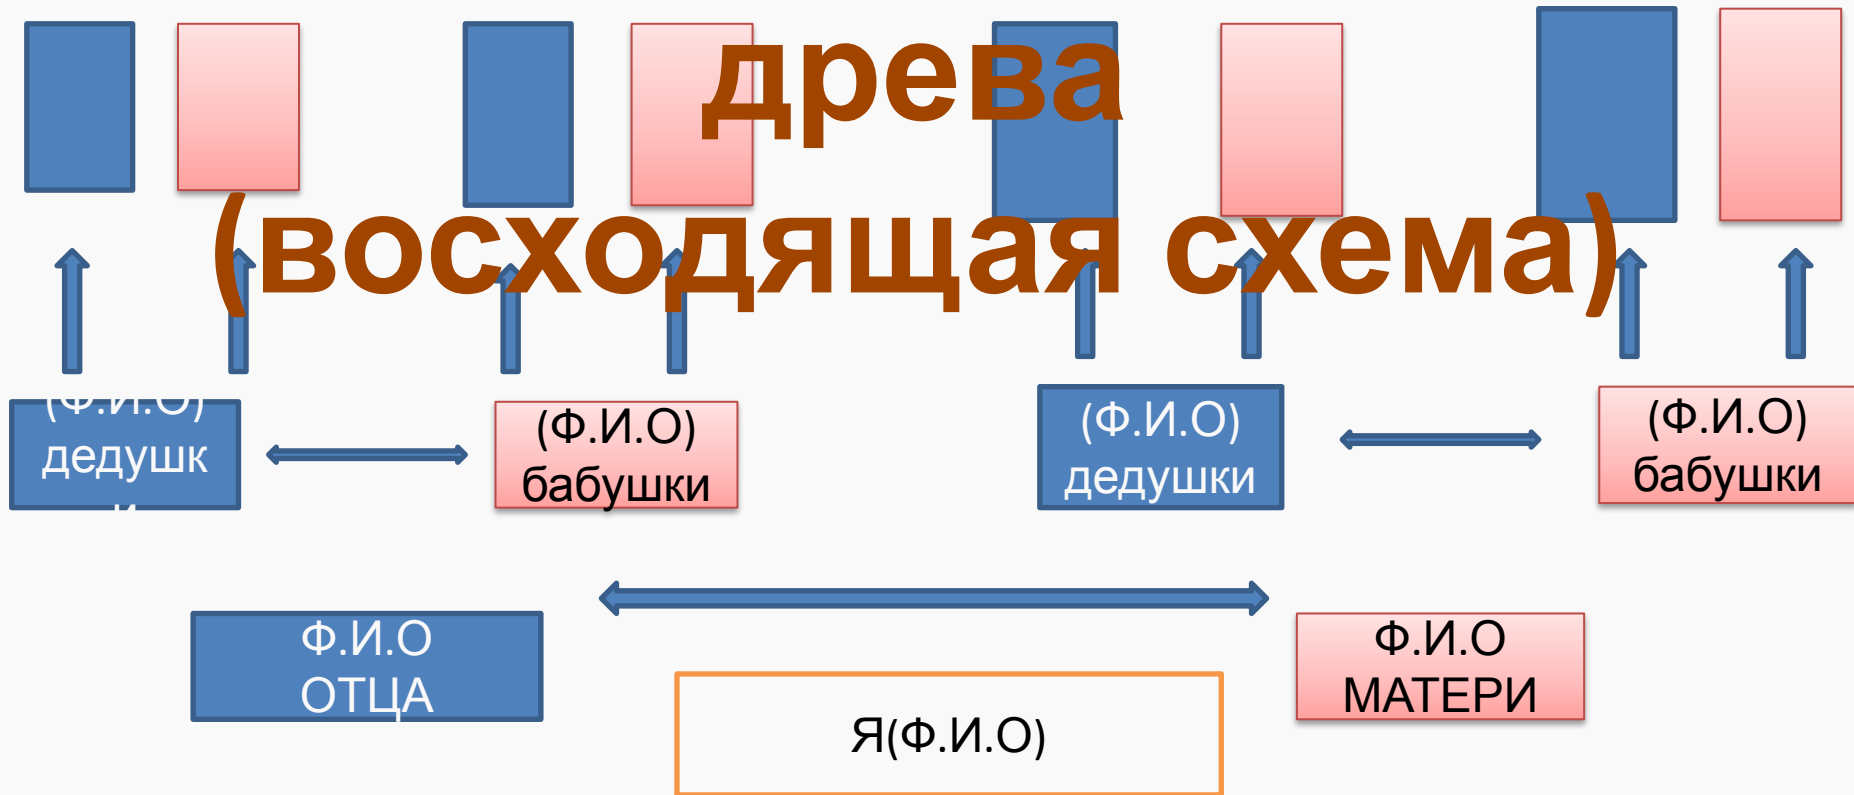 древа
(восходящая схема)
(Ф.И.О)
дедушк
и
(Ф.И.О)
бабушки
(Ф.И.О)
дедушки
(Ф.И.О)
бабушки
Ф.И.О
ОТЦА
Ф.И.О
МАТЕРИ
Я(Ф.И.О)